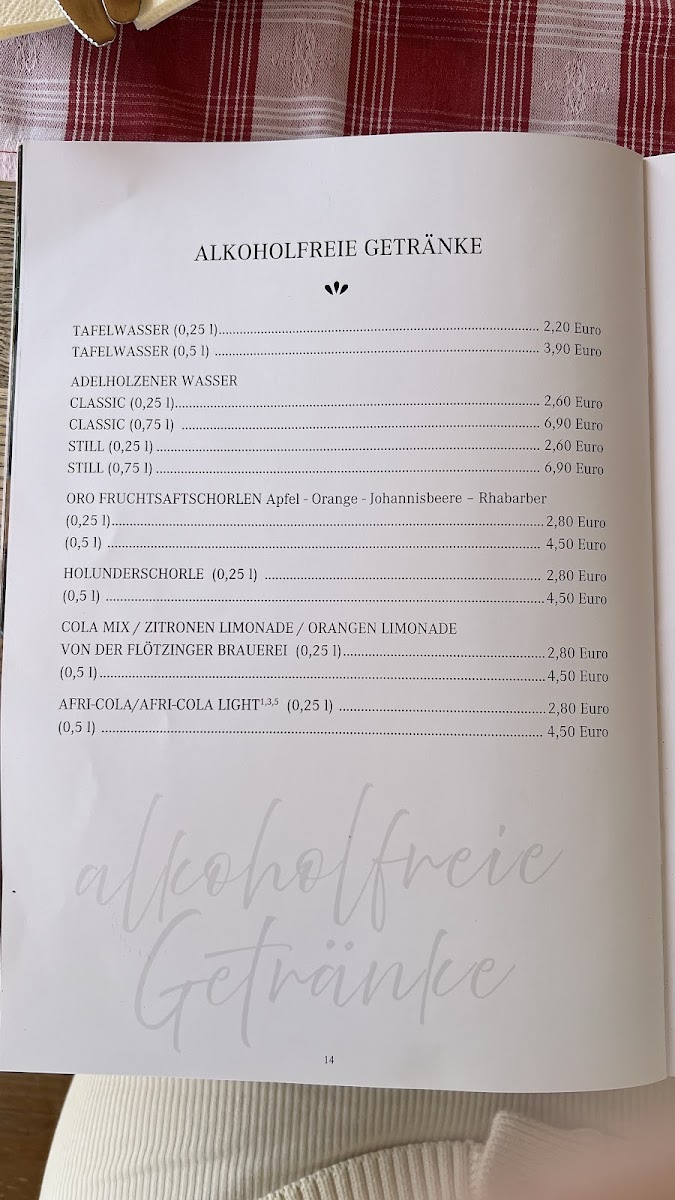 ALKOHOLFREIE GETRÄNKE
TAFELWASSER (0,25 l)........ 2,20 Euro
TAFELWASSER (0,5 l) ........ 3,90 Euro
ADELHOLZENER WASSER
CLASSIC (0,25 l)........ 2,60 Euro
CLASSIC (0,75 l) ........ 6,90 Euro
STILL (0,25 l)........ 2,60 Euro
STILL (0,75 l)........ 6,90 Euro
ORO FRUCHTSAFTSCHORLEN Apfel - Orange - Johannisbeere – Rhabarber
(0,25 l)........ 2,80 Euro
(0,5 l) ........ 4,50 Euro
HOLUNDERSCHORLE (0,25 l) ........ 2,80 Euro
(0,5 l) ........ 4,50 Euro
COLA MIX / ZITRONEN LIMONADE / ORANGEN LIMONADE
VON DER FLÖTZINGER BRAUEREI (0,25 l)........ 2,80 Euro
(0,5 l)........ 4,50 Euro
AFRI-COLA/AFRI-COLA LIGHT1,3,5 (0,25 l) ........ 2,80 Euro
(0,5 l) ........ 4,50 Euro
alkoholfreie
Getränke
14